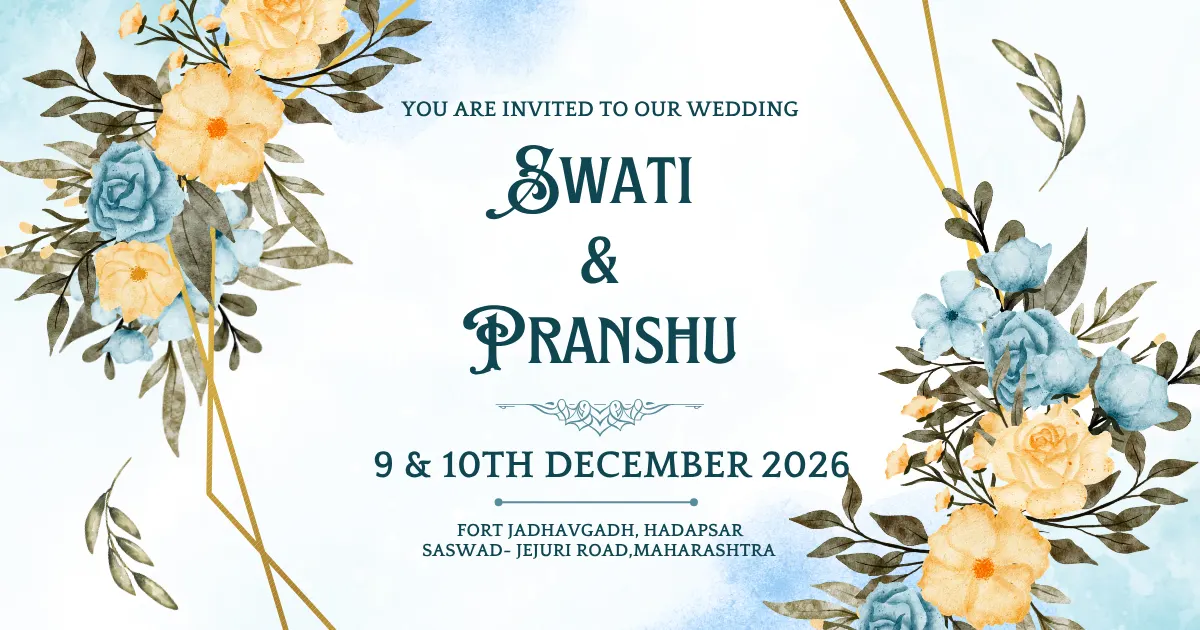 YOU ARE INVITED TO OUR WEDDING
SWATI
&
PRANSHU
9 & 10TH DECEMBER 2026
FORT JADHAVGADH, HADAPSAR
SASWAD- JEJURI ROAD,MAHARASHTRA